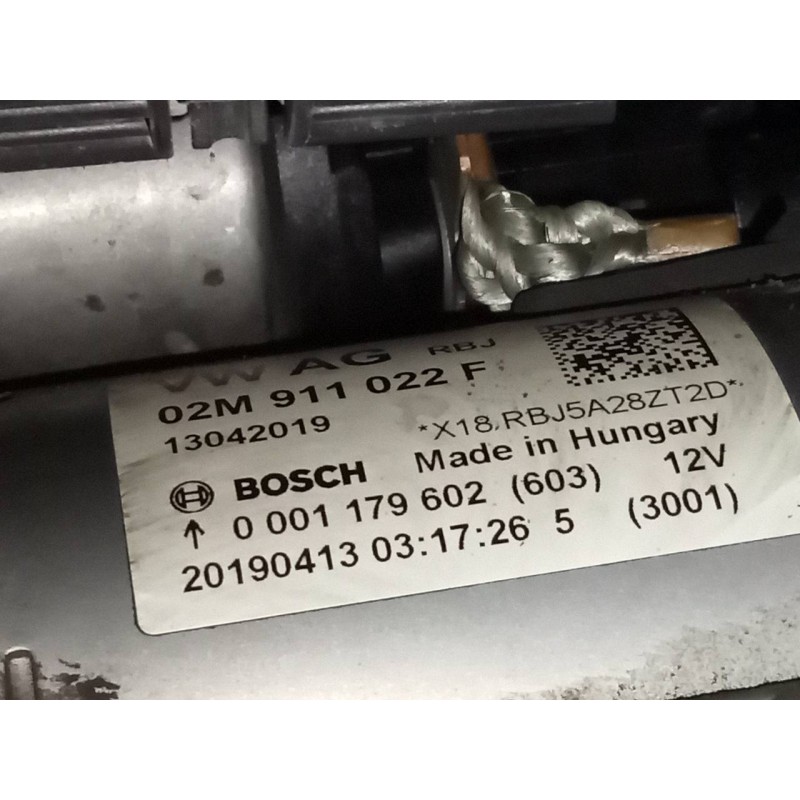 VW AG RBJ
02M 911 022 F
13042019 *X18,RBJ5A28ZT2D*
BOSCH Made in Hungary
↑ 0 001 179 602 (603) 12V
20190413 03:17:26 5 (3001)